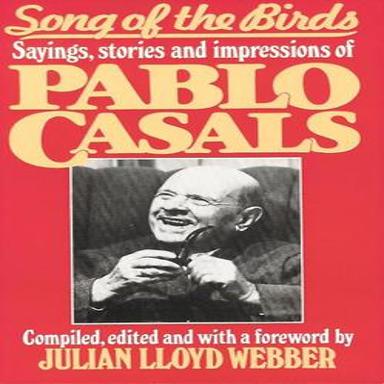 Song of the Birds
Sayings, stories and impressions of
PABLO
CASALS
Compiled, edited and with a foreword by
JULIAN LLOYD WEBBER